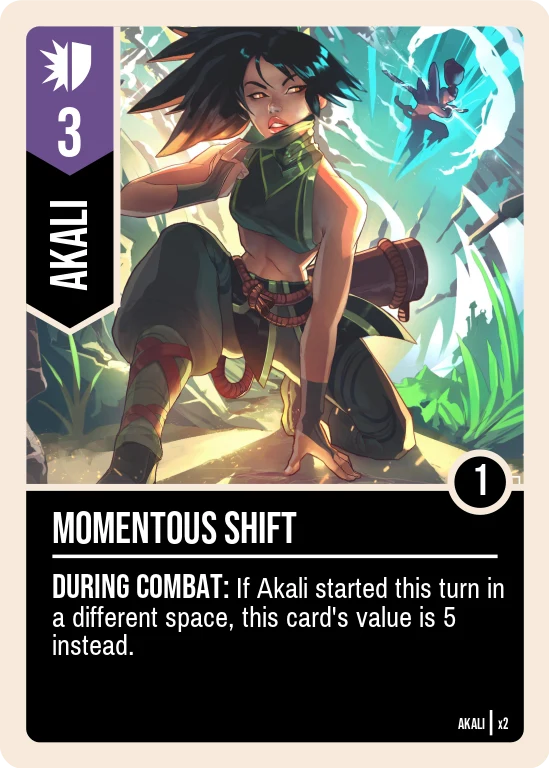 3
AKALI
1
MOMENTOUS SHIFT
DURING COMBAT: If Akali started this turn in
a different space, this card's value is 5
instead.
AKALI | x2